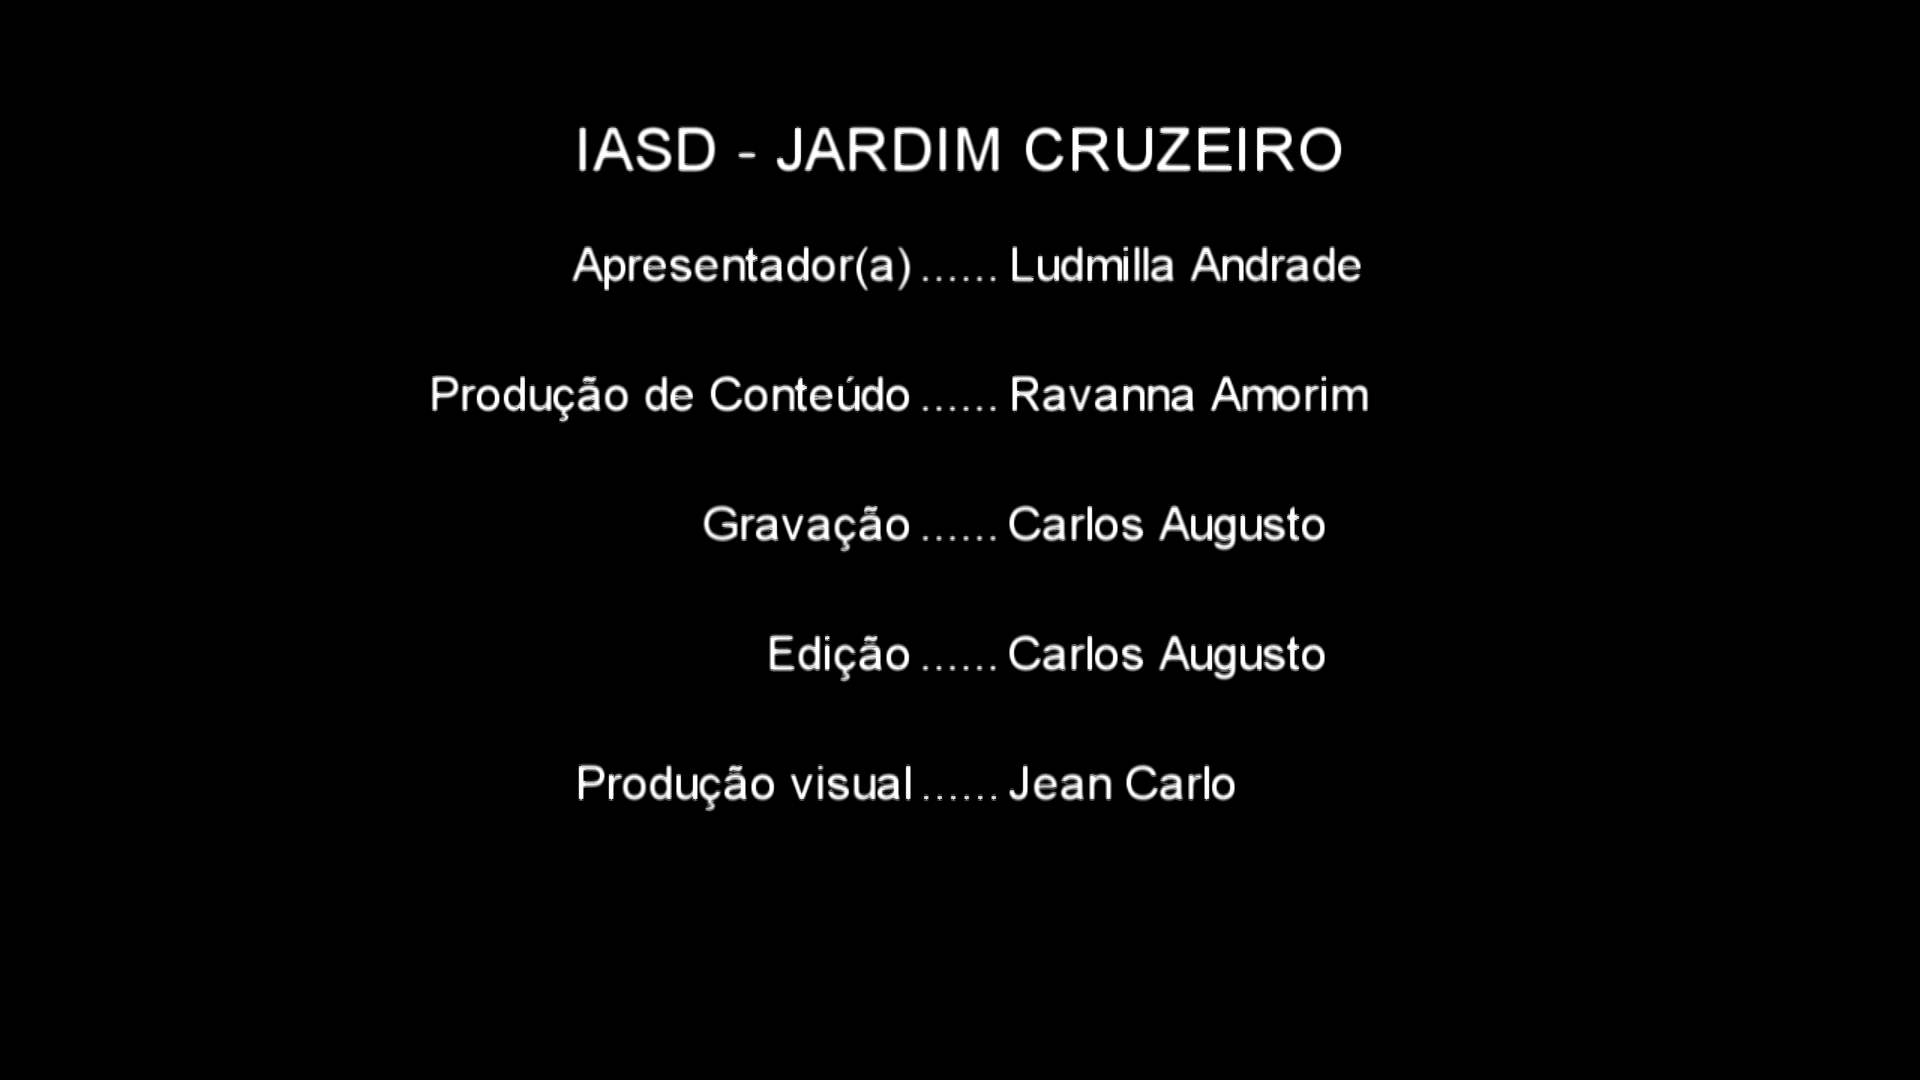 IASD - JARDIM CRUZEIRO
Apresentador(a) ...... Ludmilla Andrade
Produção de Conteúdo ...... Ravanna Amorim
Gravação ...... Carlos Augusto
Edição ...... Carlos Augusto
Produção visual ...... Jean Carlo